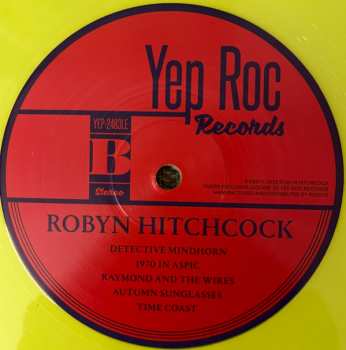 Yep Roc
Records
YEP-2483LE
B
Stereo
ROBYN HITCHCOCK
DETECTIVE MINDHORN
1970 IN ASPIC
RAYMOND AND THE WIRES
AUTUMN SUNGLASSES
TIME COAST